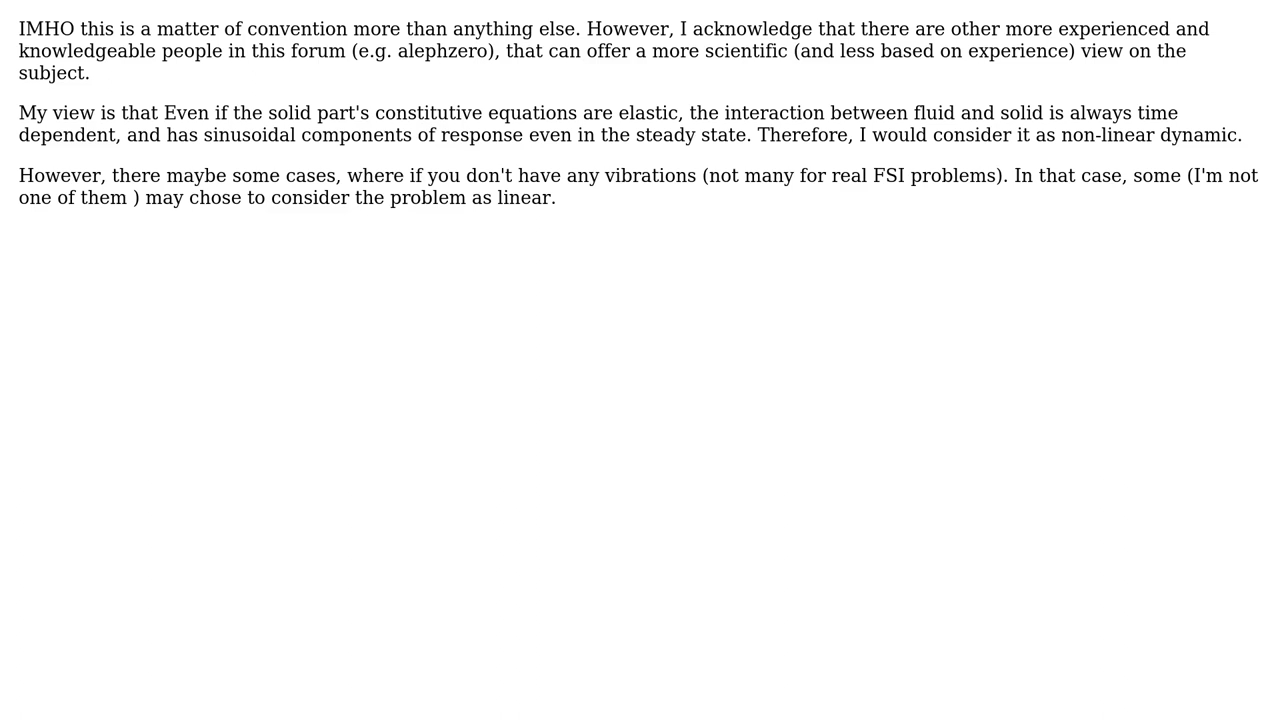 IMHO this is a matter of convention more than anything else. However, I acknowledge that there are other more experienced and
knowledgeable people in this forum (e.g. alephzero), that can offer a more scientific (and less based on experience) view on the
subject.
My view is that Even if the solid part's constitutive equations are elastic, the interaction between fluid and solid is always time
dependent, and has sinusoidal components of response even in the steady state. Therefore, I would consider it as non-linear dynamic.
However, there maybe some cases, where if you don't have any vibrations (not many for real FSI problems). In that case, some (I'm not
one of them ) may chose to consider the problem as linear.